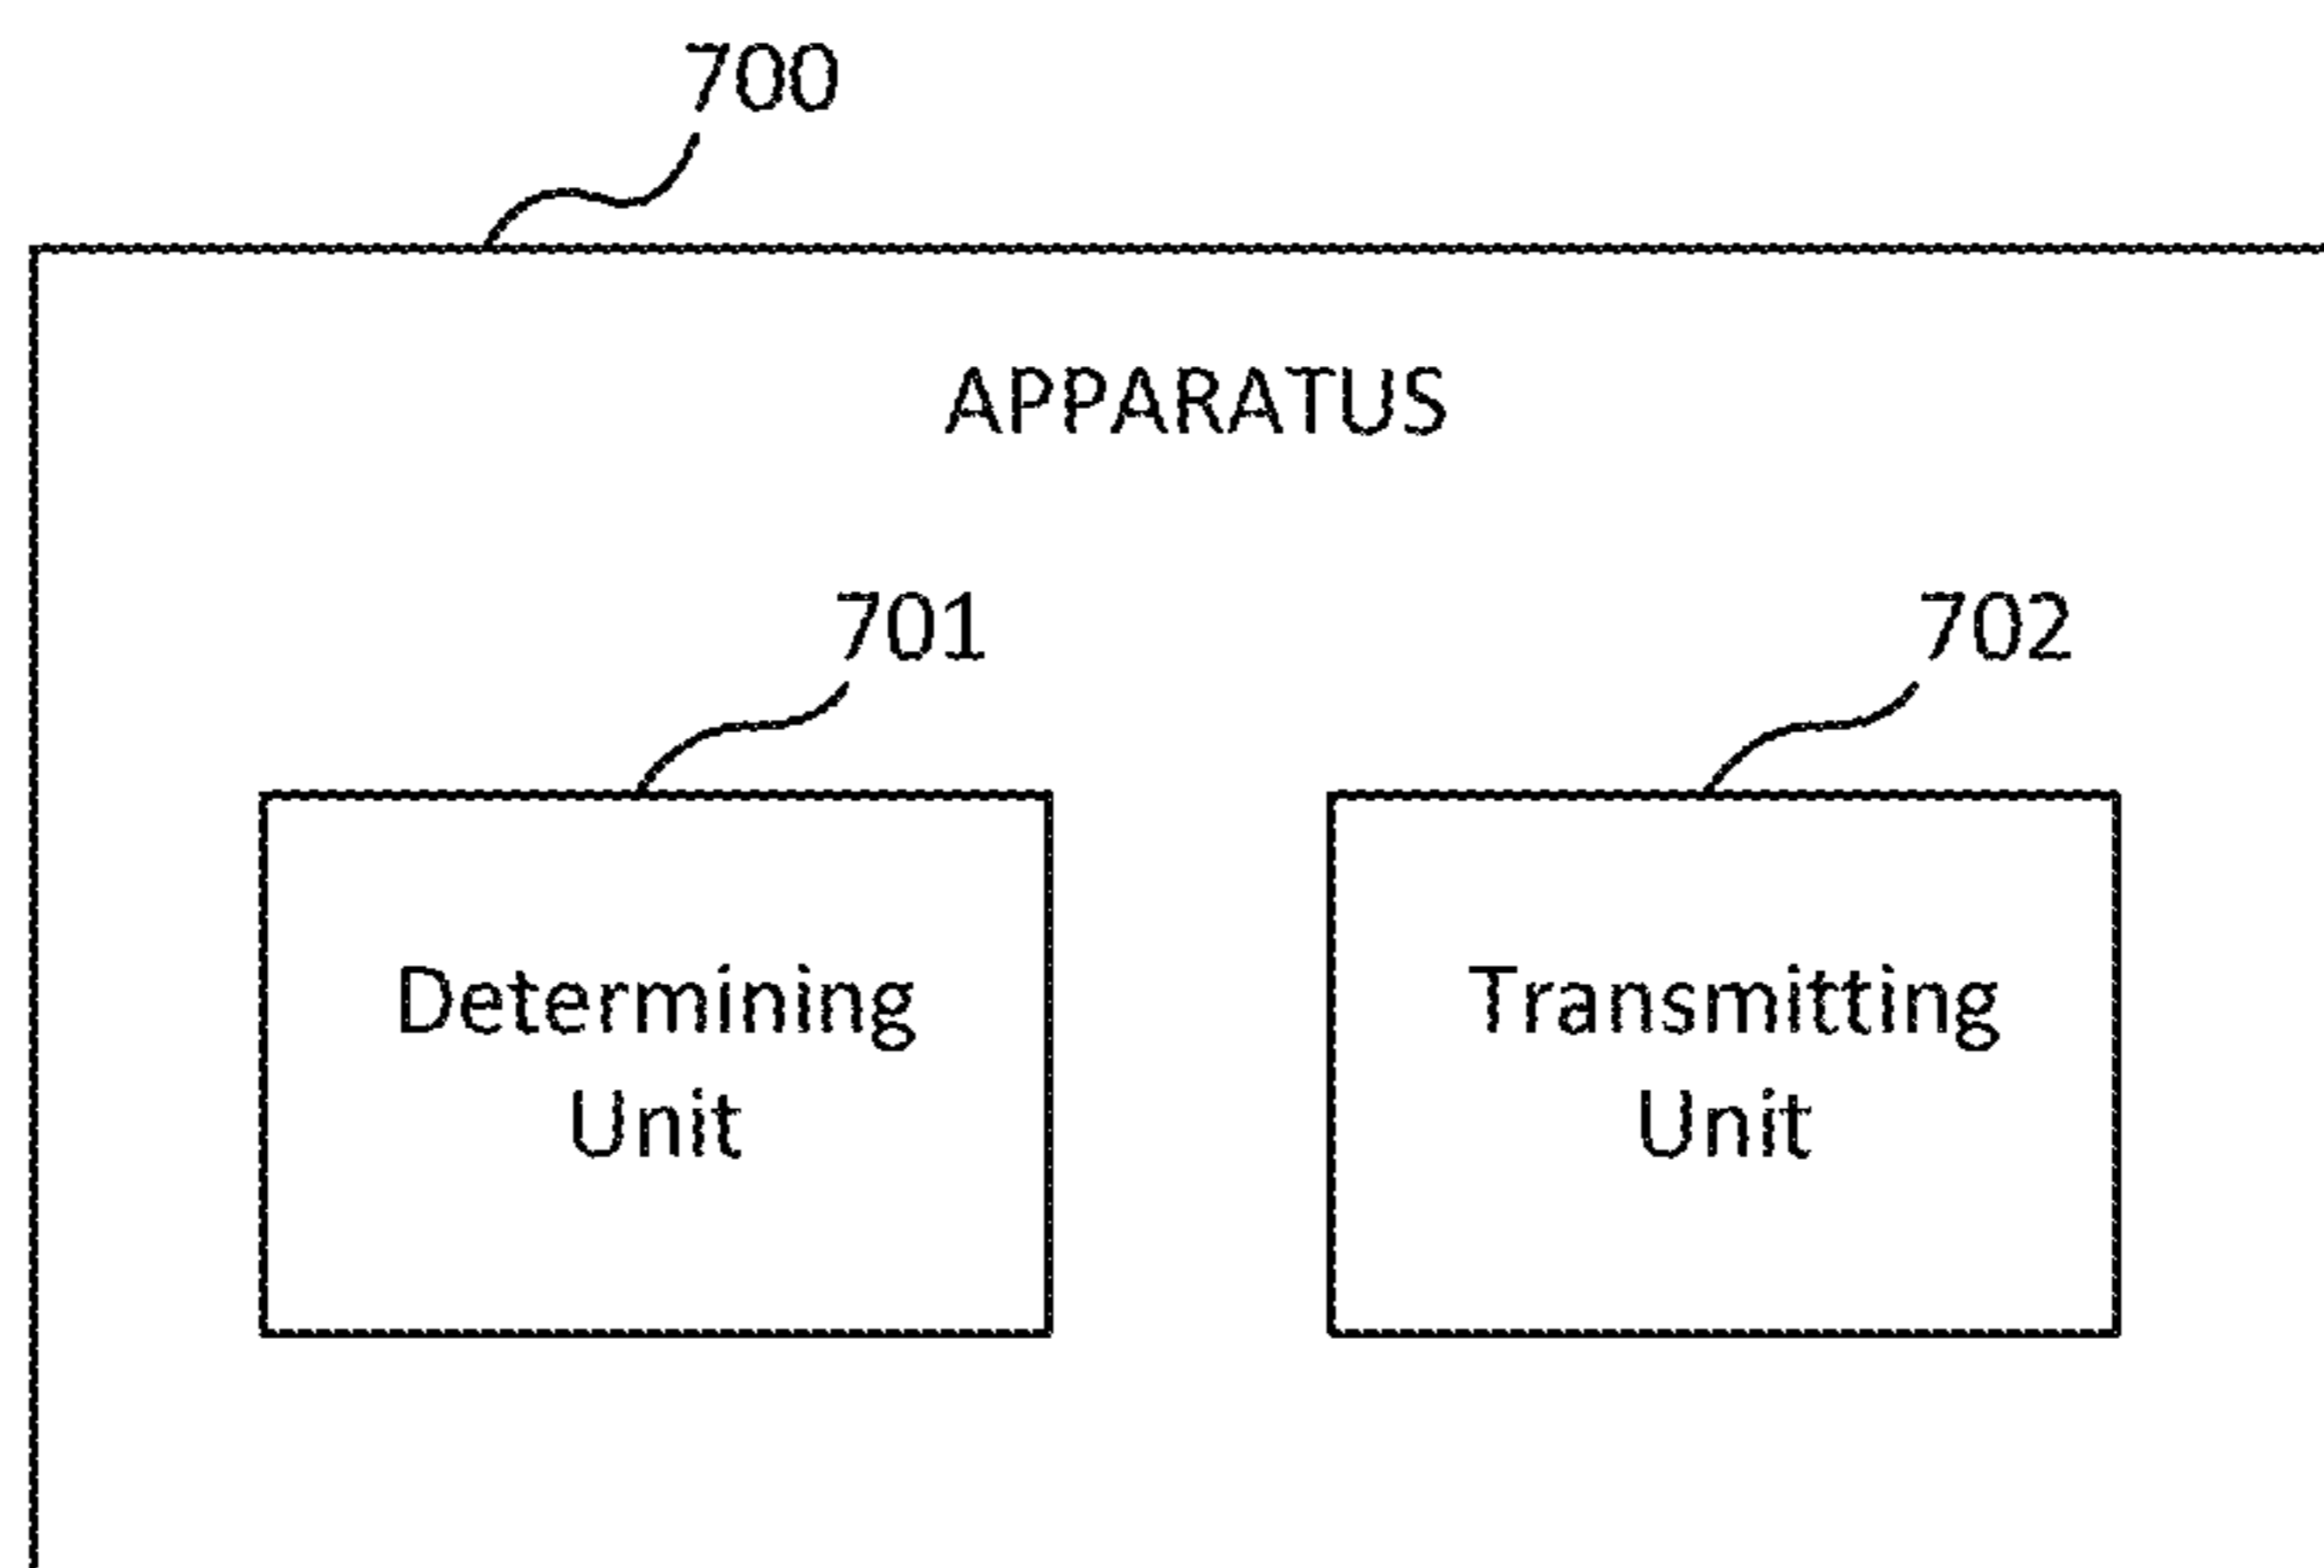 700
APPARATUS
701
702
Determining
Unit
Transmitting
Unit